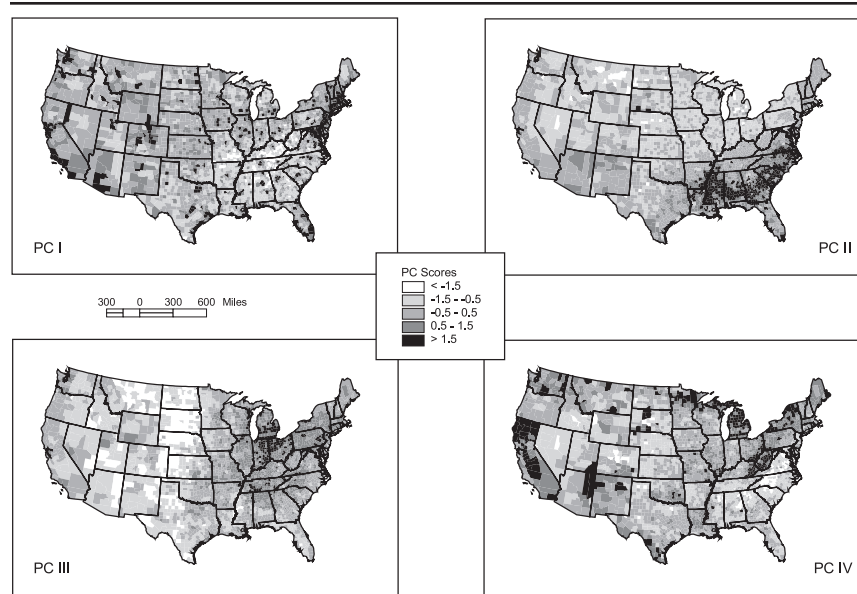 PC I
PC II
PC Scores
< -1.5
-1.5 - -0.5
-0.5 - 0.5
0.5 - 1.5
> 1.5
300 0 300 600 Miles
PC III
PC IV